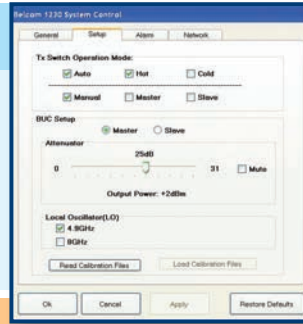 Belcom 1230 System Control
General Setup Alarm Network
Tx Switch Operation Mode:
Auto Hot Cold
Manual Master Slave
BUC Setup
Master Slave
Attenuator
25dB
0 31 Mute
Output Power: +2dBm
Local Oscillator(LO)
4.9GHz
8GHz
Read Calibration Files Load Calibration Files
Ok Cancel Apply Restore Defaults